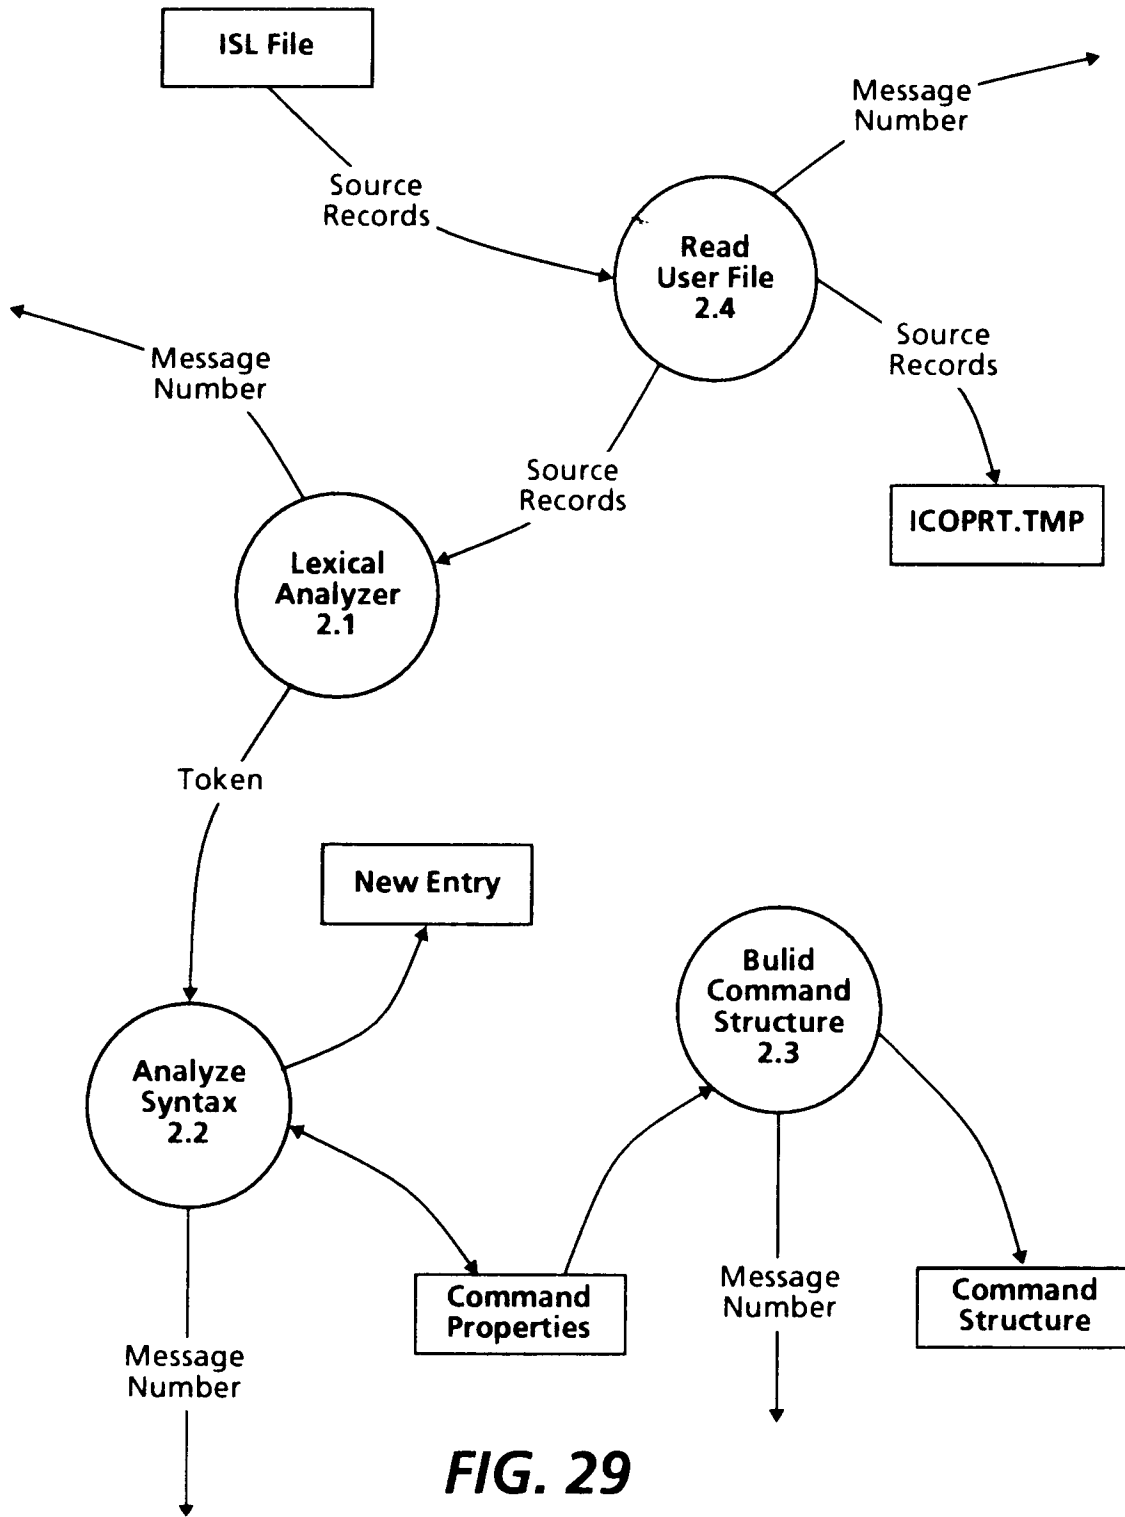 ISL File
Message
Number
Source
Records
Read
User File
2.4
Message
Number
Source
Records
Source
Records
ICOPRT.TMP
Lexical
Analyzer
2.1
Token
New Entry
Bulid
Command
Structure
2.3
Analyze
Syntax
2.2
Command
Properties
Message
Number
Command
Structure
Message
Number
FIG. 29